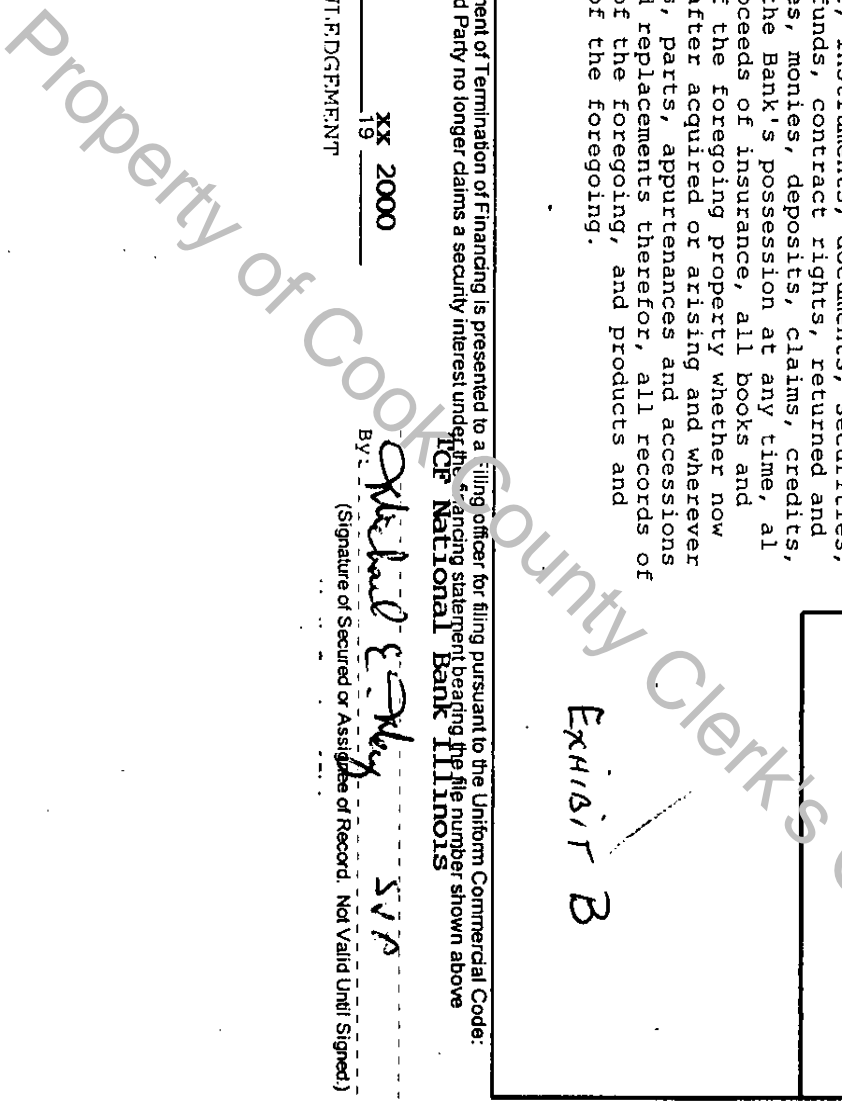 funds, contract rights, returned and
es, monies, deposits, claims, credits,
the Bank's possession at any time, al
oceeds of insurance, all books and
f the foregoing property whether now
after acquired or arising and wherever
s, parts, appurtenances and accessions
l replacements therefor, all records of
of the foregoing, and products and
of the foregoing.
EXHIBIT B
ment of Termination of Financing is presented to a filing officer for filing pursuant to the Uniform Commercial Code:
d Party no longer claims a security interest under the financing statement bearing the file number shown above
xx 2000
19
TCF National Bank Illinois
By: Michael E. SVP
(Signature of Secured or Assignee of Record. Not Valid Until Signed.)
LEDGEMENT
Property of Cook County Clerk's